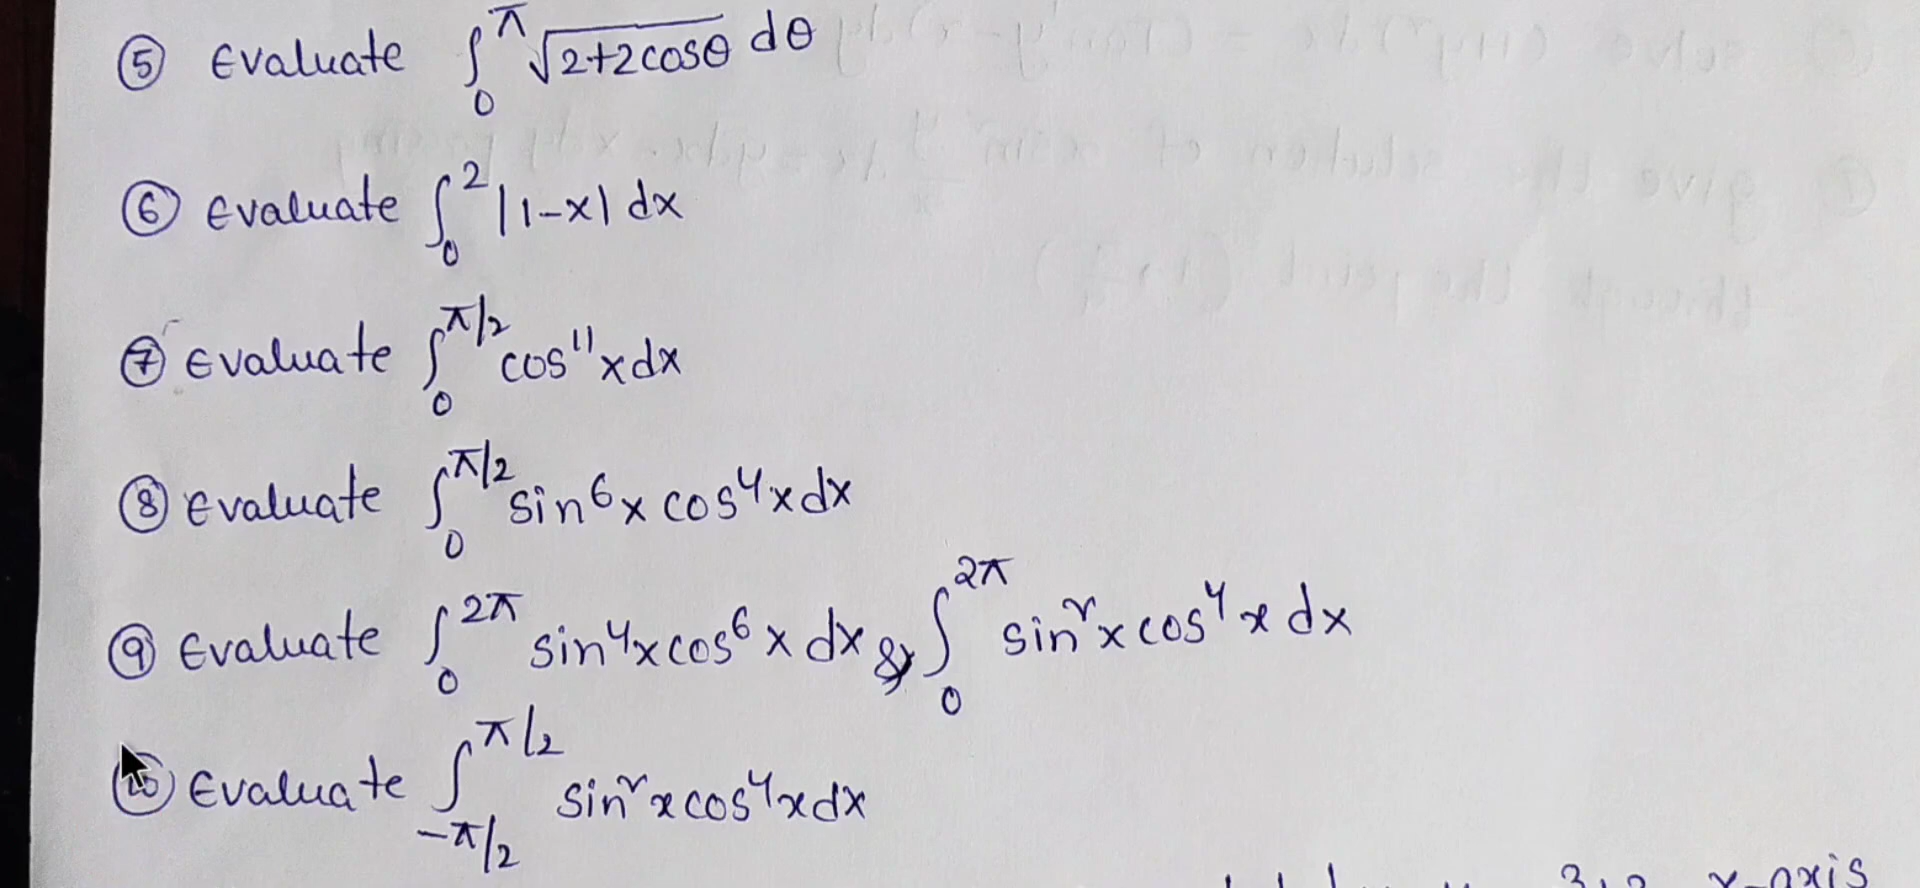 ⑤ Evaluate ∫₀^π √(2+2cosθ) dθ
⑥ Evaluate ∫₀² |1-x| dx
⑦ Evaluate ∫₀^(π/2) cos¹¹x dx
⑧ Evaluate ∫₀^(π/2) sin⁶x cos⁴x dx
⑨ Evaluate ∫₀^(2π) sin⁴x cos⁶x dx & ∫₀^(2π) sin²x cos⁴x dx
⑩ Evaluate ∫_(-π/2)^(π/2) sin²x cos⁴x dx
x-axis